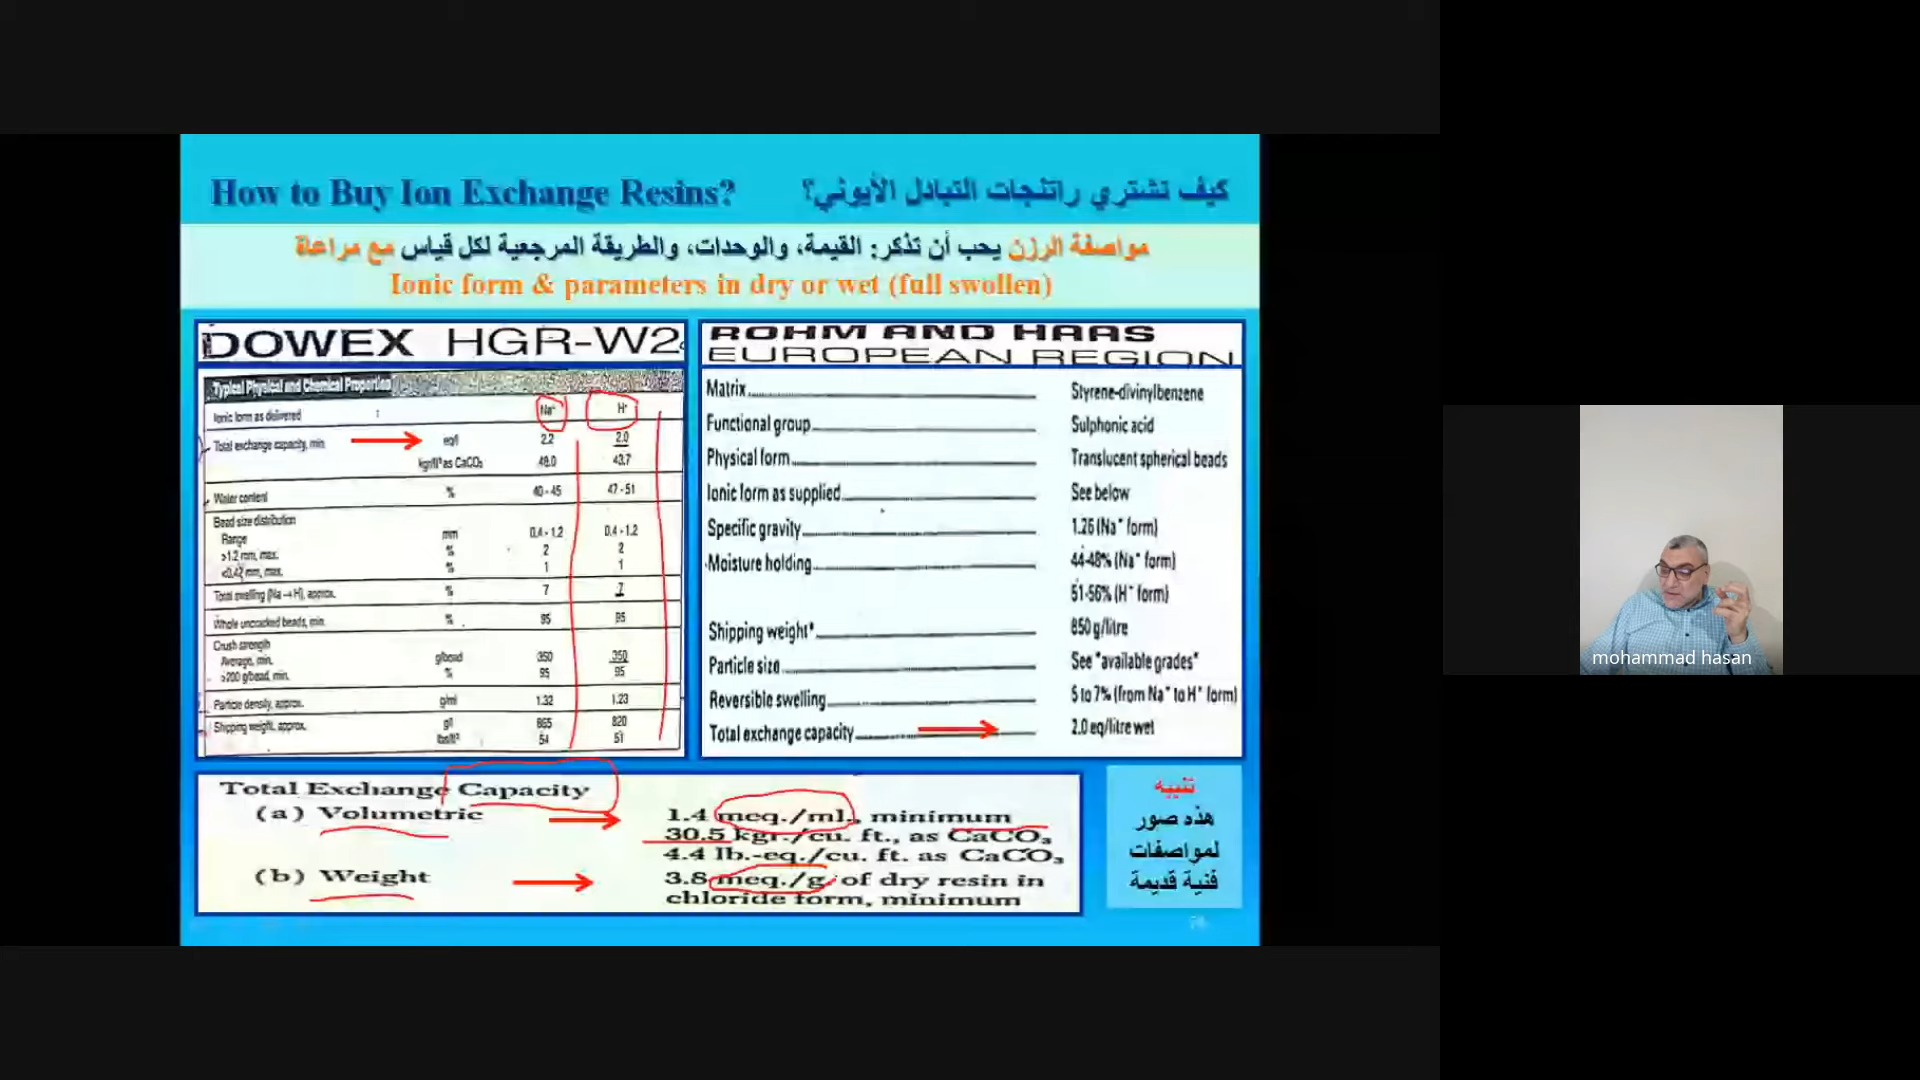 How to Buy Ion Exchange Resins?
كيف تشتري راتنجات التبادل الأيوني؟
مواصفة الرزن يحب أن تذكر: القيمة، والوحدات، والطريقة المرجعية لكل قياس مع مراعاة
Ionic form & parameters in dry or wet (full swollen)
DOWEX HGR-W2
Typical Physical and Chemical Properties
Ionic form as delivered : Na⁺ H⁺
Total exchange capacity, min. eq/l 2.2 2.0
kgr/ft³ as CaCO₃ 48.0 43.7
Water content % 40 - 45 47 - 51
Bead size distribution
Range mm 0.4 - 1.2 0.4 - 1.2
>1.2 mm, max. % 2 2
<0.42 mm, max. % 1 1
Total swelling (Na → H), approx. % 7 7
Whole uncracked beads, min. % 95 95
Crush strength
Average, min. g/bead 350 350
>200 g/bead, min. % 95 95
Particle density, approx. g/ml 1.32 1.23
Shipping weight, approx. g/l 865 820
lbs/ft³ 54 51
ROHM AND HAAS
EUROPEAN REGION
Matrix Styrene-divinylbenzene
Functional group Sulphonic acid
Physical form Translucent spherical beads
Ionic form as supplied See below
Specific gravity 1.26 (Na⁺ form)
Moisture holding 44-48% (Na⁺ form)
51-56% (H⁺ form)
Shipping weight* 850 g/litre
Particle size See "available grades"
Reversible swelling 5 to 7% (from Na⁺ to H⁺ form)
Total exchange capacity 2.0 eq/litre wet
Total Exchange Capacity
(a) Volumetric 1.4 meq./ml., minimum
30.5 kgr./cu. ft., as CaCO₃
4.4 lb.-eq./cu. ft. as CaCO₃
(b) Weight 3.8 meq./g. of dry resin in
chloride form, minimum
تنبيه
هذه صور
لمواصفات
فنية قديمة
mohammad hasan